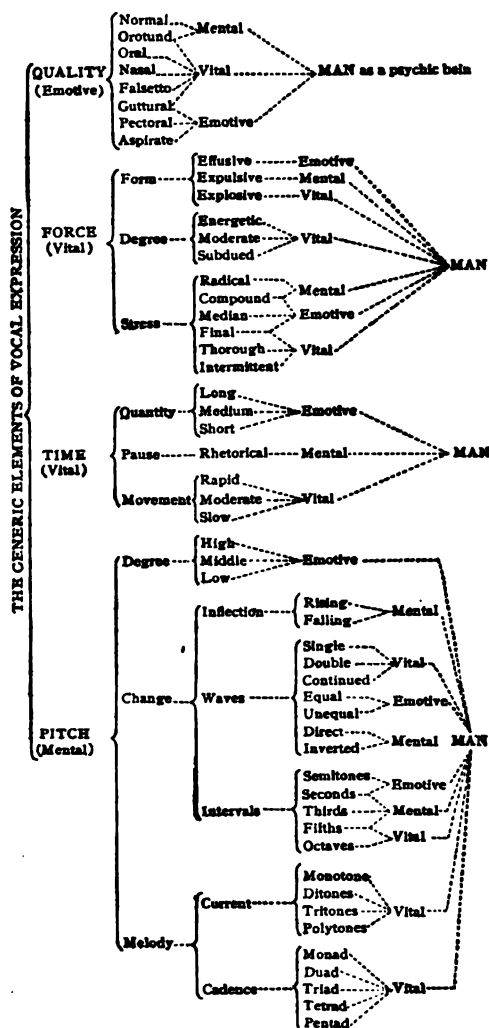 THE GENERIC ELEMENTS OF VOCAL EXPRESSION
QUALITY
(Emotive)
Normal
Orotund
Oral
Nasal
Falsetto
Guttural
Pectoral
Aspirate
Mental
Vital
Emotive
MAN as a psychic bein
FORCE
(Vital)
Form
Effusive Emotive
Expulsive Mental
Explosive Vital
Degree
Energetic
Moderate
Subdued
Vital
Stress
Radical
Compound
Median
Final
Thorough
Intermittent
Mental
Emotive
Vital
MAN
TIME
(Vital)
Quantity
Long
Medium
Short
Emotive
Pause Rhetorical Mental
Movement
Rapid
Moderate
Slow
Vital
MAN
PITCH
(Mental)
Degree
High
Middle
Low
Emotive
Change
Inflection
Rising
Falling
Mental
Waves
Single
Double
Continued
Equal
Unequal
Direct
Inverted
Vital
Emotive
Mental
Intervals
Semitones
Seconds
Thirds
Fifths
Octaves
Emotive
Mental
Vital
Melody
Current
Monotone
Ditones
Tritones
Polytones
Vital
Cadence
Monad
Duad
Triad
Tetrad
Pentad
Vital
MAN